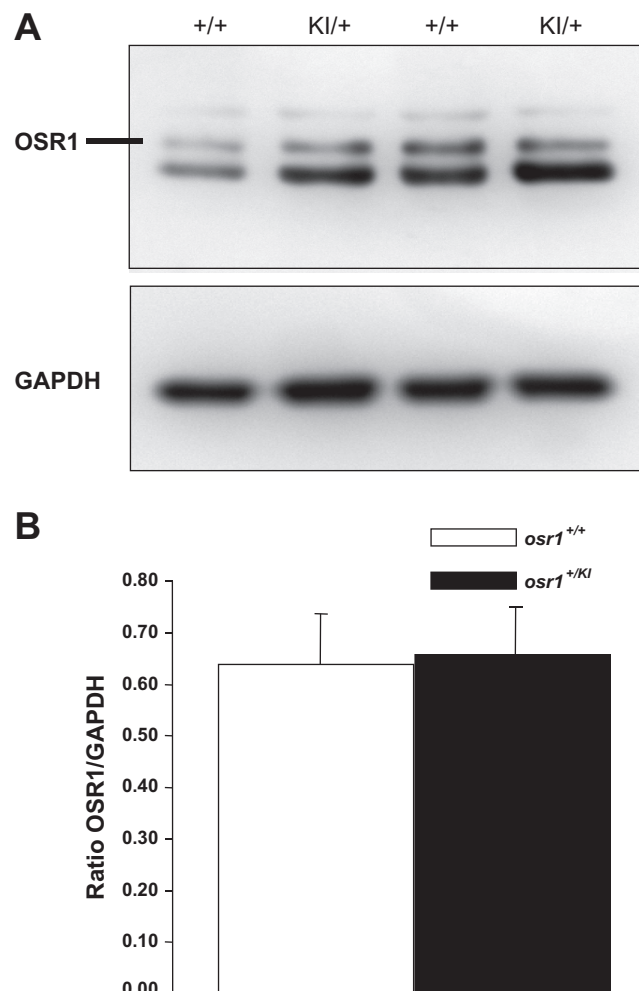 A
+/+ KI/+ +/+ KI/+
OSR1
GAPDH
B
osr1+/+
osr1+/KI
Ratio OSR1/GAPDH
0.80
0.70
0.60
0.50
0.40
0.30
0.20
0.10
0.00